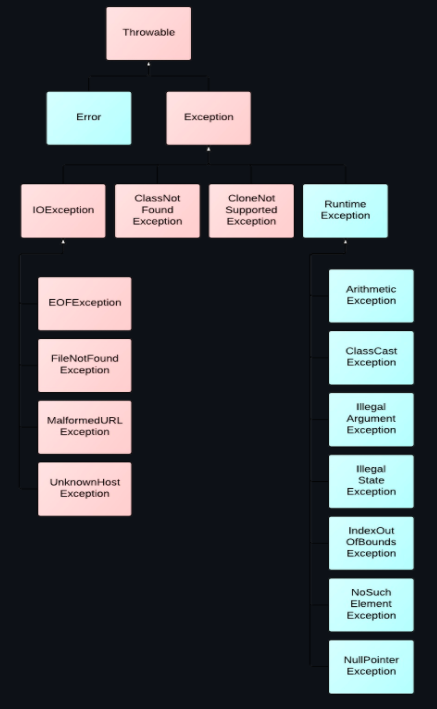 Throwable
Error
Exception
IOException
ClassNot
Found
Exception
CloneNot
Supported
Exception
Runtime
Exception
EOFException
FileNotFound
Exception
MalformedURL
Exception
UnknownHost
Exception
Arithmetic
Exception
ClassCast
Exception
Illegal
Argument
Exception
Illegal
State
Exception
IndexOut
OfBounds
Exception
NoSuch
Element
Exception
NullPointer
Exception